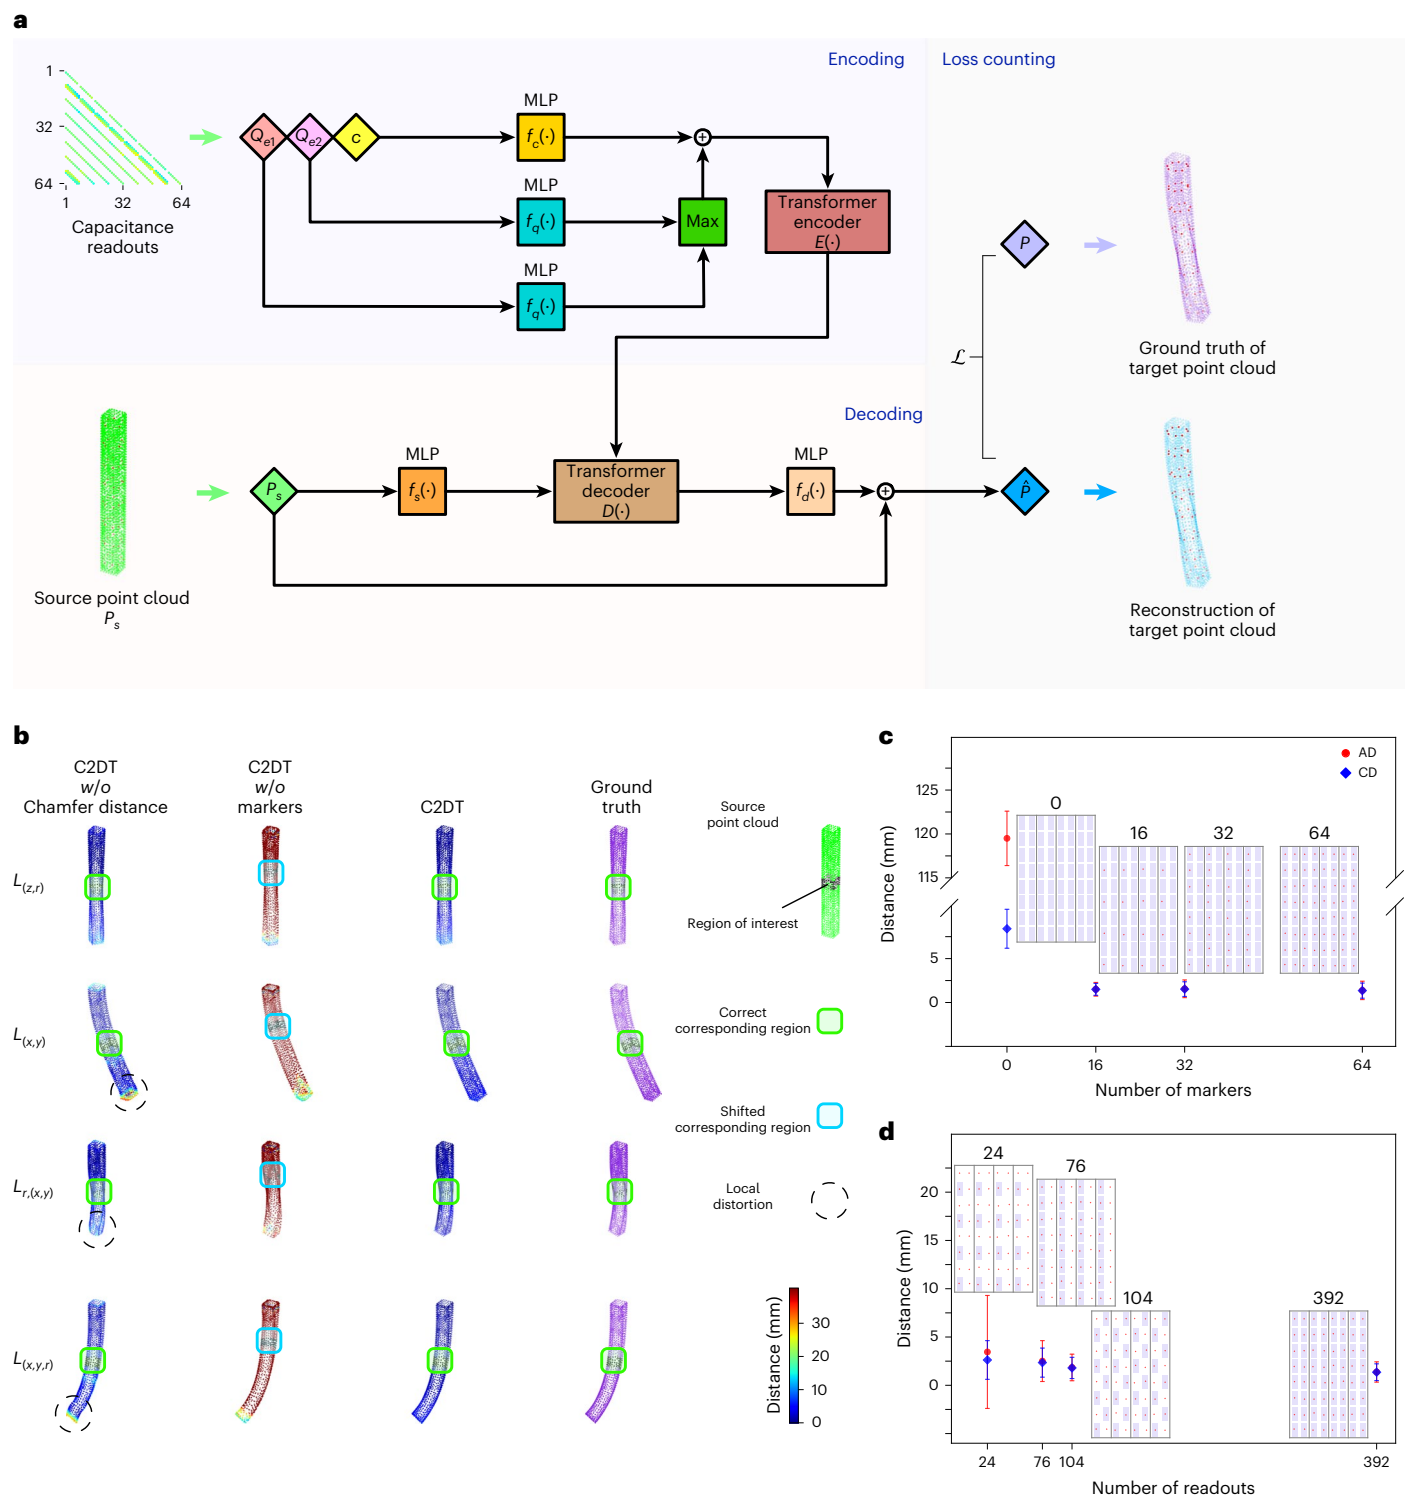 a
Encoding
Loss counting
1
32
64
1 32 64
Capacitance
readouts
Q_e1 Q_e2 c
MLP
f_c(·)
MLP
f_q(·)
MLP
f_q(·)
Max
Transformer
encoder
E(·)
P
Ground truth of
target point cloud
ℒ
Decoding
Source point cloud
P_s
P_s
MLP
f_s(·)
Transformer
decoder
D(·)
MLP
f_d(·)
P̂
Reconstruction of
target point cloud
b
C2DT
w/o
Chamfer distance
C2DT
w/o
markers
C2DT
Ground
truth
Source
point cloud
L_(z,r)
Region of interest
L_(x,y)
Correct
corresponding region
Shifted
corresponding region
L_r,(x,y)
Local
distortion
L_(x,y,r)
Distance (mm)
30
20
10
0
c
AD
CD
Distance (mm)
125
120
115
5
0
0
16
32
64
0 16 32 64
Number of markers
d
Distance (mm)
20
15
10
5
0
24
76
104
392
24 76 104 392
Number of readouts